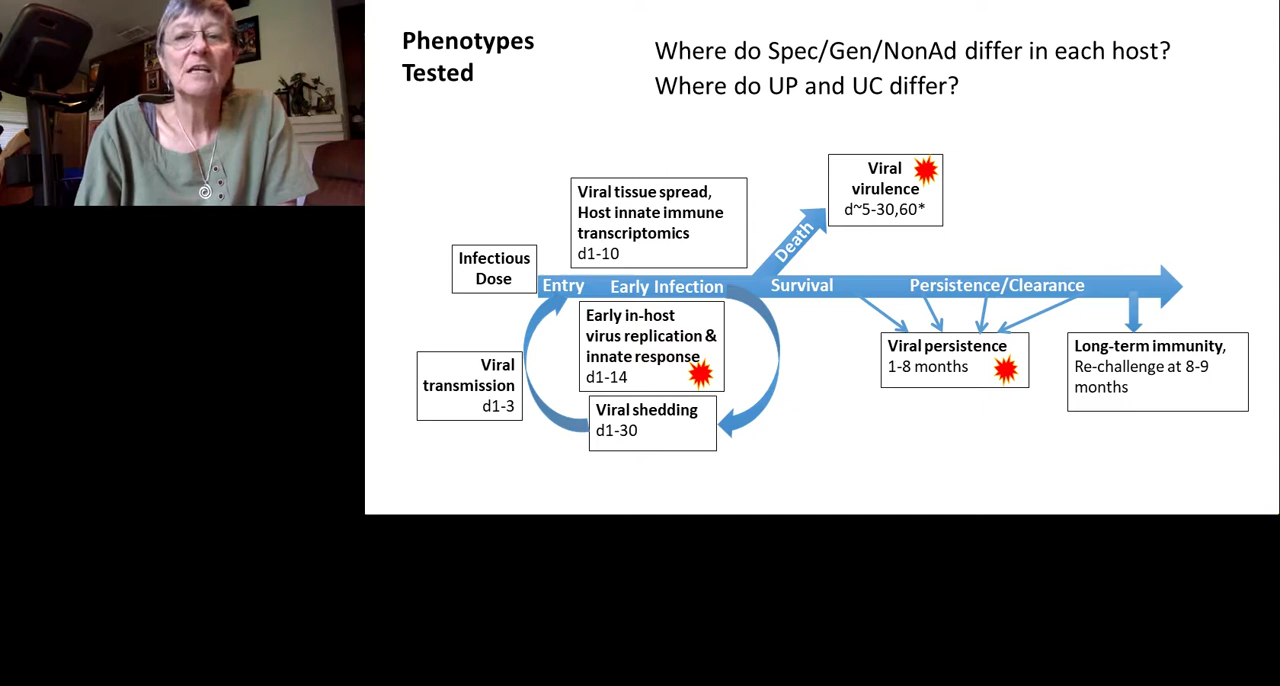 Phenotypes
Tested
Where do Spec/Gen/NonAd differ in each host?
Where do UP and UC differ?
Viral
virulence
d~5-30,60*
Viral tissue spread,
Host innate immune
transcriptomics
d1-10
Death
Infectious
Dose
Entry
Early Infection
Survival
Persistence/Clearance
Early in-host
virus replication &
innate response
d1-14
Viral persistence
1-8 months
Long-term immunity,
Re-challenge at 8-9
months
Viral
transmission
d1-3
Viral shedding
d1-30